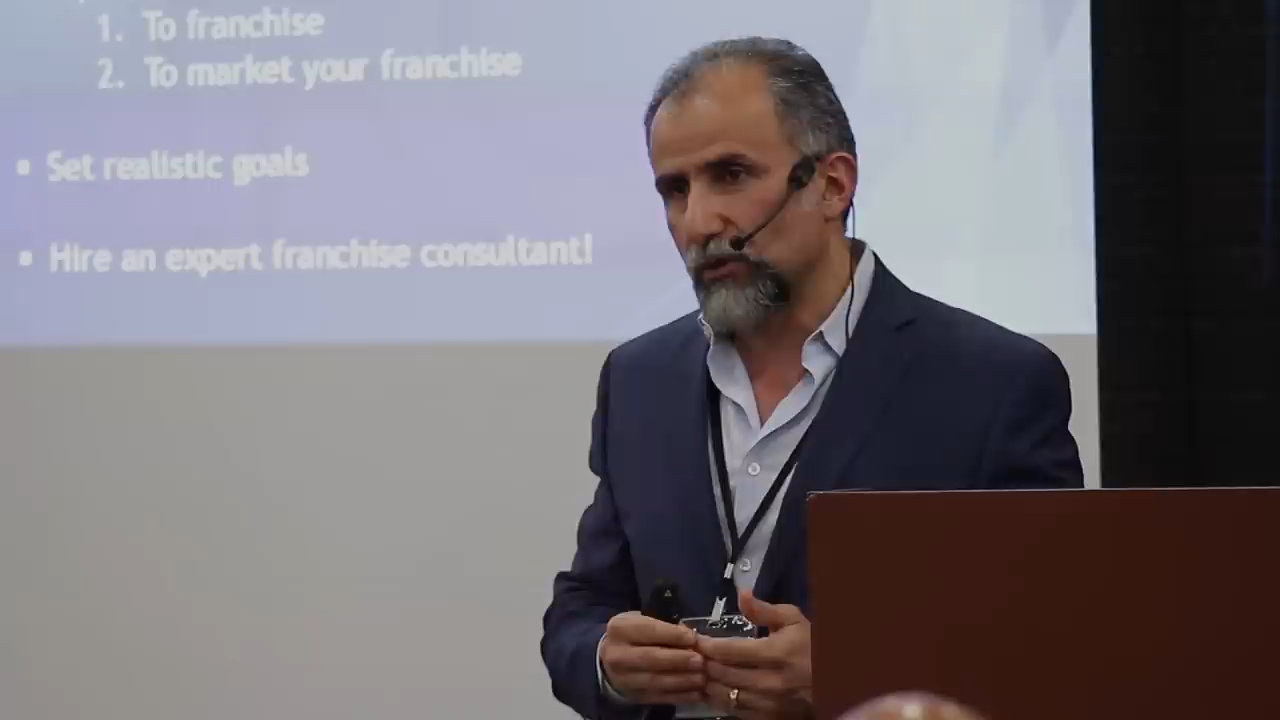 1. To franchise
2. To market your franchise
• Set realistic goals
• Hire an expert franchise consultant!